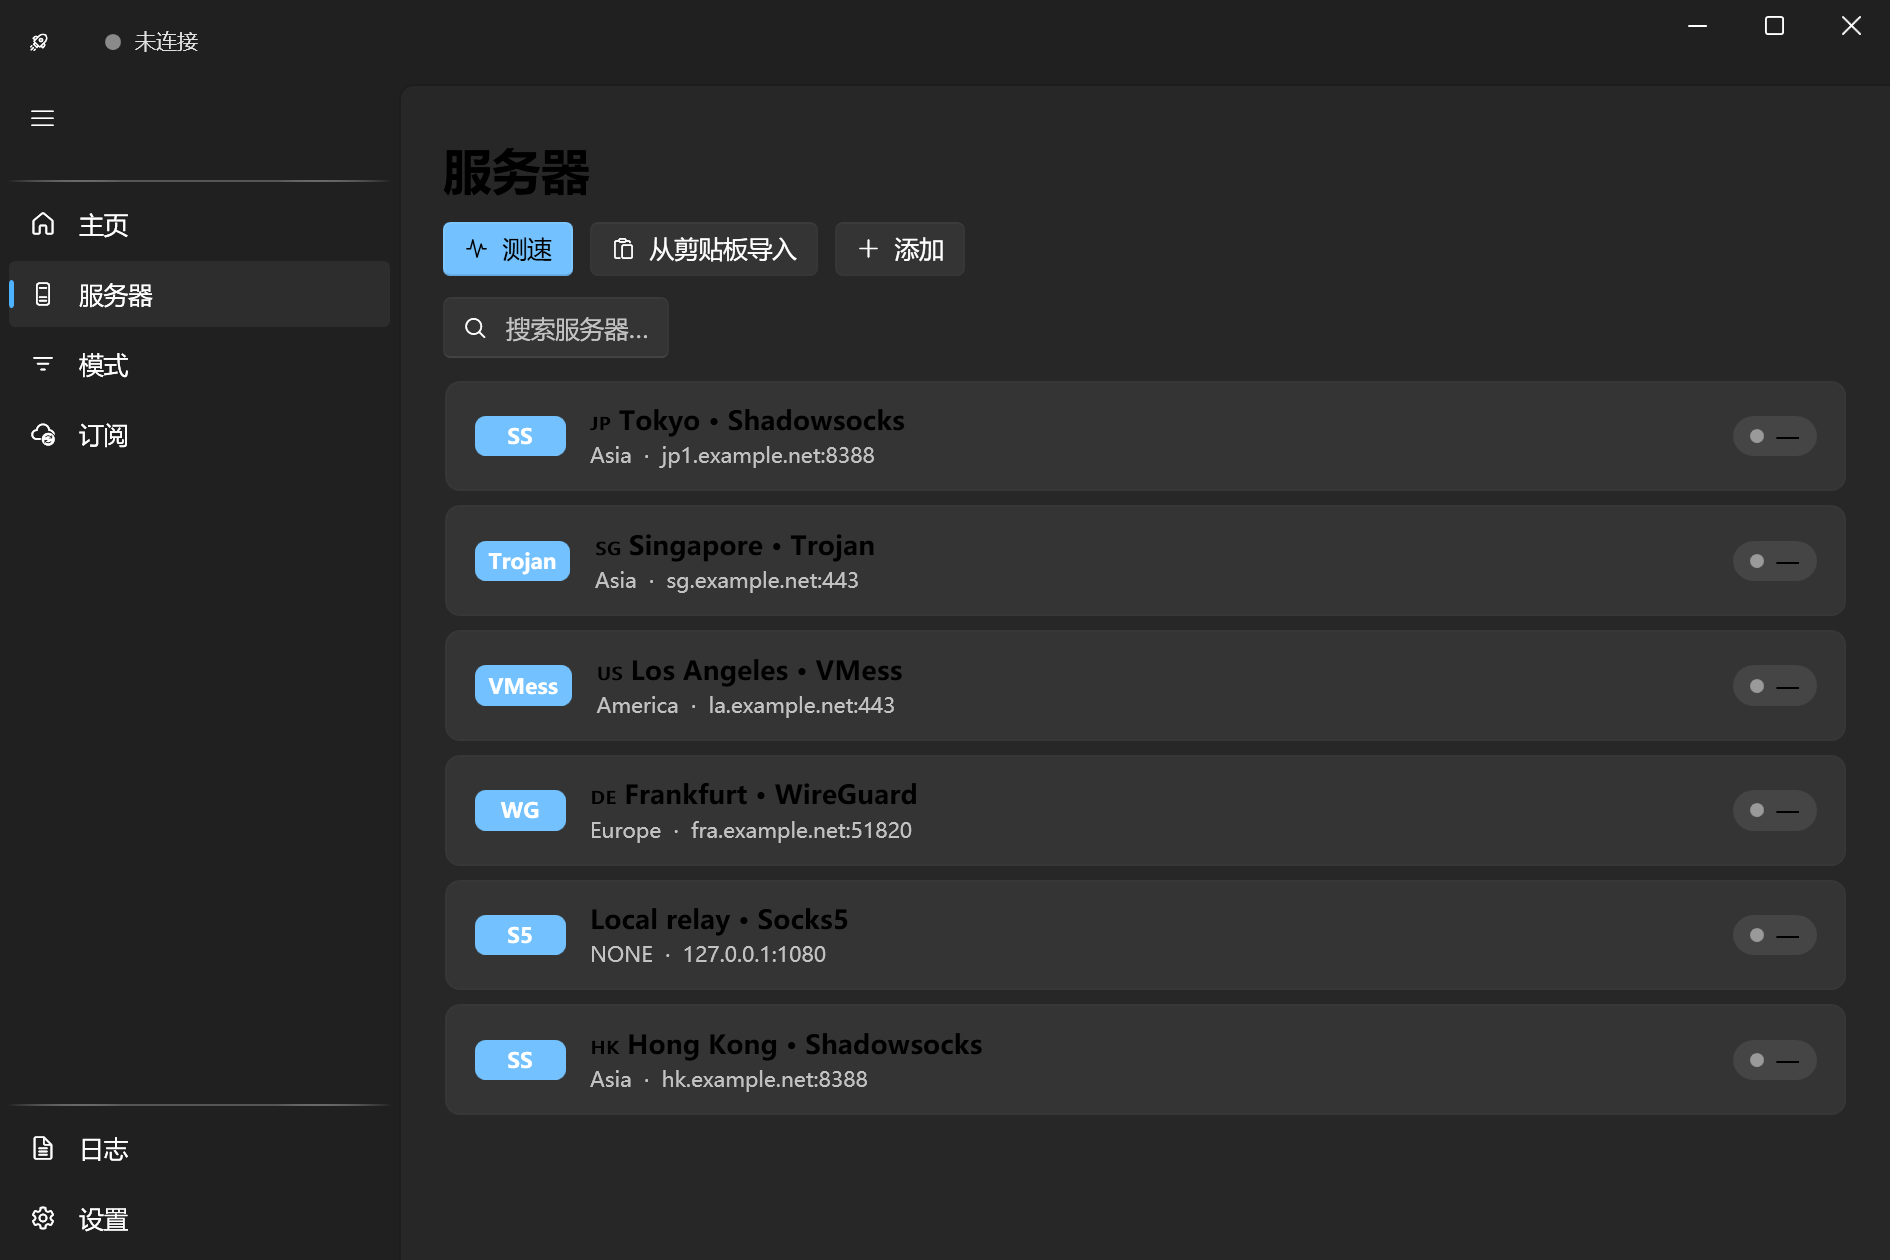 未连接
主页
服务器
模式
订阅
日志
设置
服务器
测速
从剪贴板导入
添加
搜索服务器...
SS
JP Tokyo • Shadowsocks
Asia · jp1.example.net:8388
—
Trojan
SG Singapore • Trojan
Asia · sg.example.net:443
—
VMess
US Los Angeles • VMess
America · la.example.net:443
—
WG
DE Frankfurt • WireGuard
Europe · fra.example.net:51820
—
S5
Local relay • Socks5
NONE · 127.0.0.1:1080
—
SS
HK Hong Kong • Shadowsocks
Asia · hk.example.net:8388
—